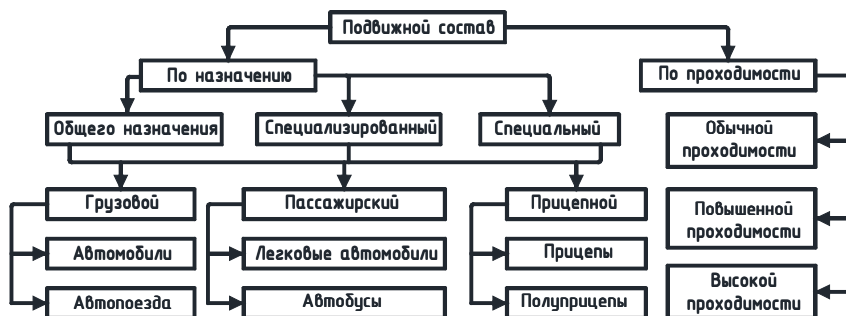 Подвижной состав
По назначению
По проходимости
Общего назначения
Специализированный
Специальный
Обычной
проходимости
Грузовой
Пассажирский
Прицепной
Повышенной
проходимости
Автомобили
Легковые автомобили
Прицепы
Высокой
проходимости
Автопоезда
Автобусы
Полуприцепы